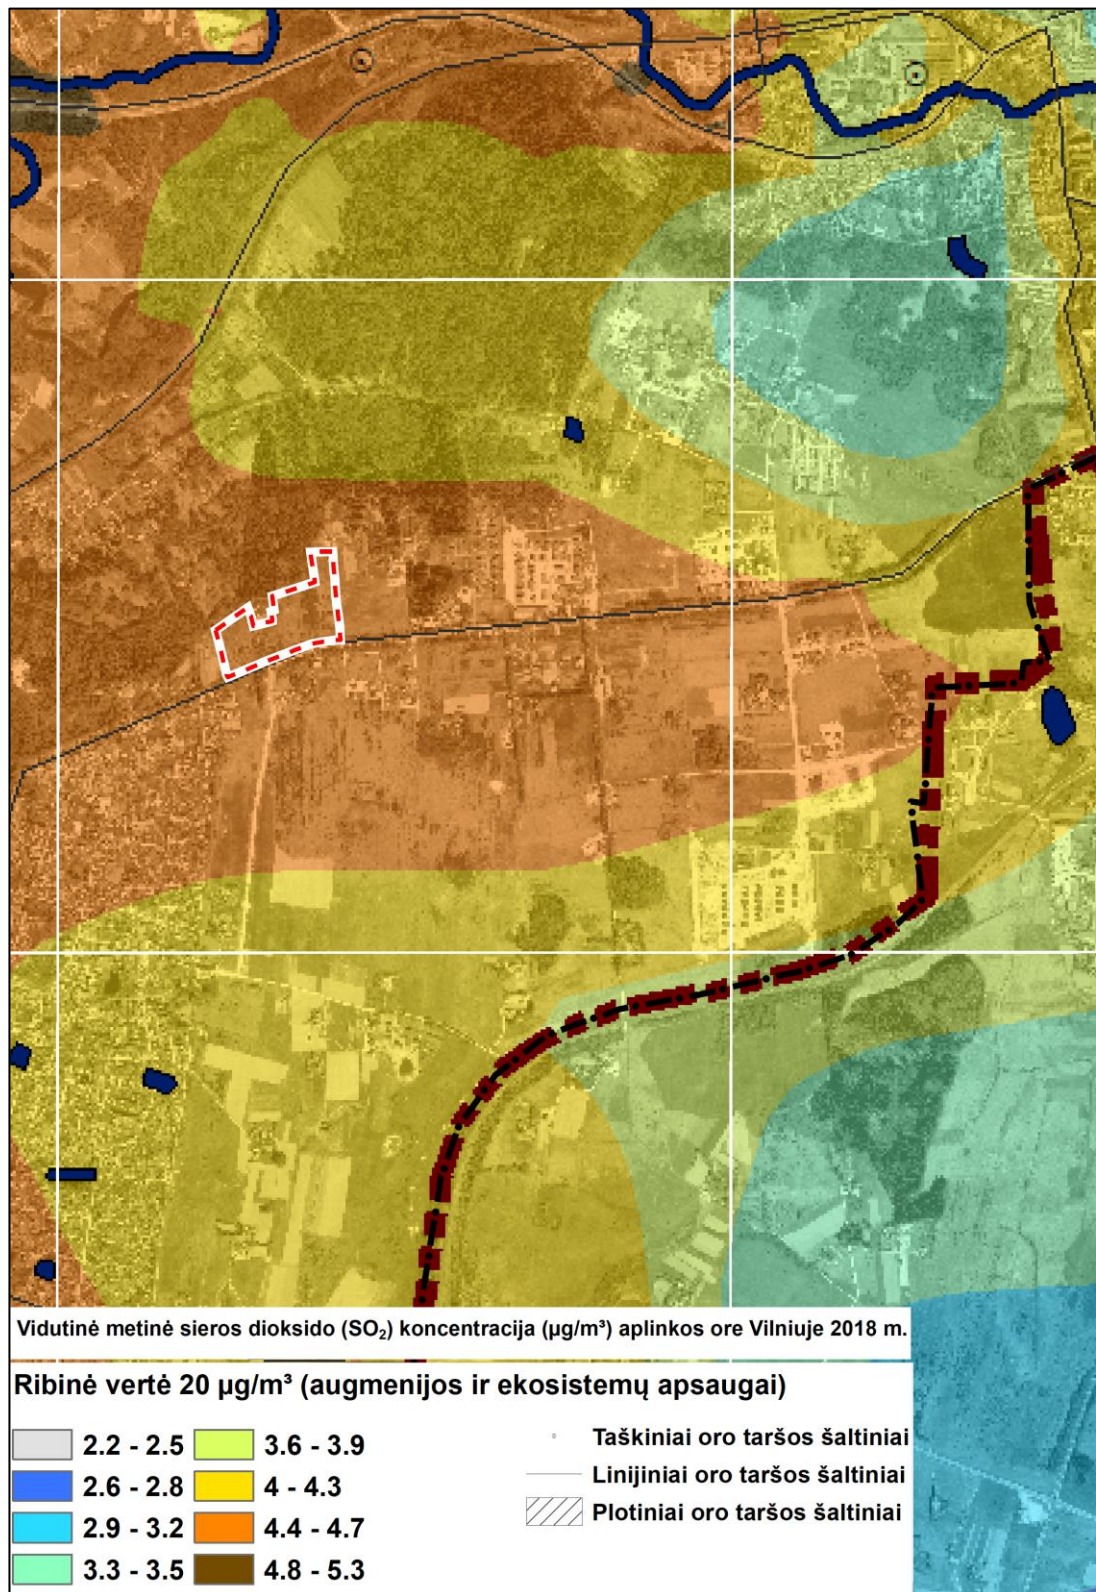 Vidutinė metinė sieros dioksido (SO₂) koncentracija (µg/m³) aplinkos ore Vilniuje 2018 m.
Ribinė vertė 20 µg/m³ (augmenijos ir ekosistemų apsaugai)
2.2 - 2.5
2.6 - 2.8
2.9 - 3.2
3.3 - 3.5
3.6 - 3.9
4 - 4.3
4.4 - 4.7
4.8 - 5.3
Taškiniai oro taršos šaltiniai
Linijiniai oro taršos šaltiniai
Plotiniai oro taršos šaltiniai